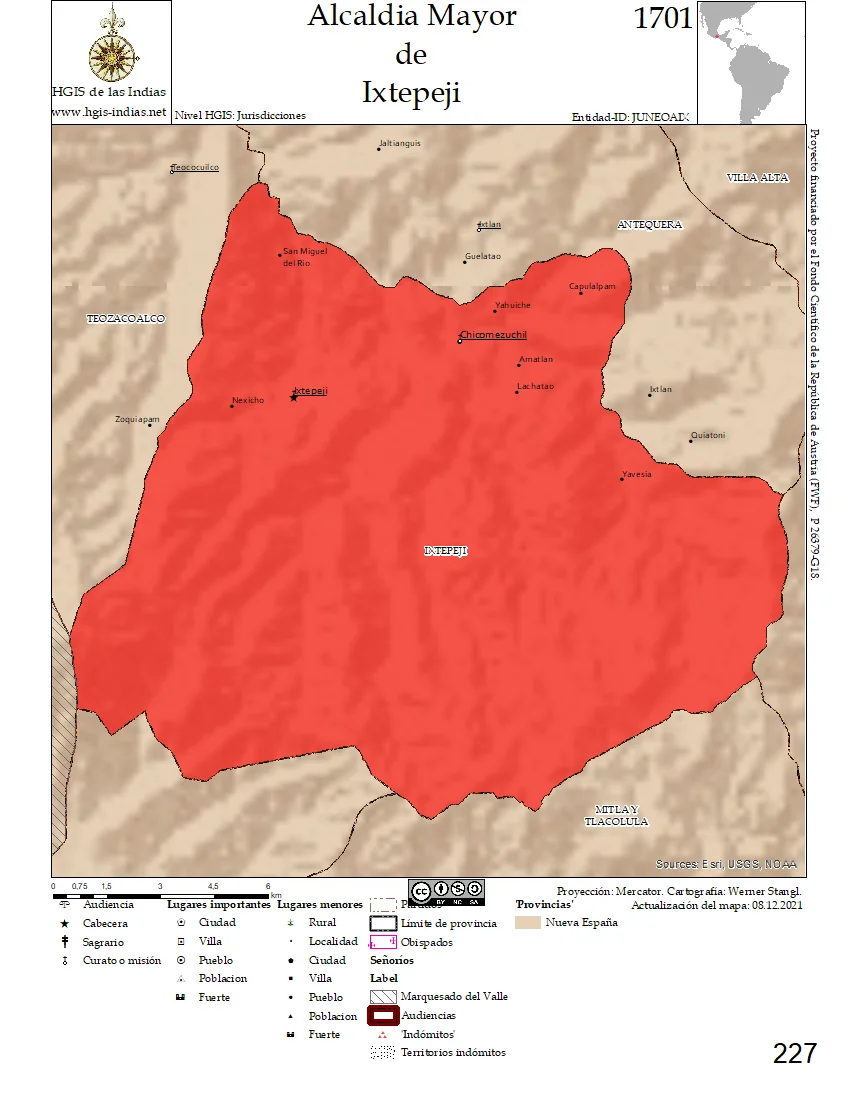 Alcaldia Mayor
de
Ixtepeji
1701
HGIS de las Indias
www.hgis-indias.net
Nivel HGIS: Jurisdicciones
Entidad-ID: JUNEOAIX
Proyecto financiado por el Fondo Científico de la República de Austria (FWF), P 26379-G18.
Jaltianguis
Teococuilco
VILLA ALTA
Ixtlan
ANTEQUERA
San Miguel
del Rio
Guelatao
Capulalpam
Yahuiche
TEOZACOALCO
Chicomezuchil
Amatlan
Lachatao
Ixtlan
Ixtepeji
Nexicho
Zoquiapam
Quiatoni
Yavesia
IXTEPEJI
MITLA Y
TLACOLULA
Sources: Esri, USGS, NOAA
0 0,75 1,5 3 4,5 6
km
CC BY NC SA
Proyección: Mercator. Cartografía: Werner Stangl.
Actualización del mapa: 08.12.2021
Audiencia
Cabecera
Sagrario
Curato o misión
Lugares importantes
Ciudad
Villa
Pueblo
Poblacion
Fuerte
Lugares menores
Rural
Localidad
Ciudad
Villa
Pueblo
Poblacion
Fuerte
Límite de provincia
Obispados
Señoríos
Label
Marquesado del Valle
Audiencias
'Indómitos'
Territorios indómitos
'Provincias'
Nueva España
227